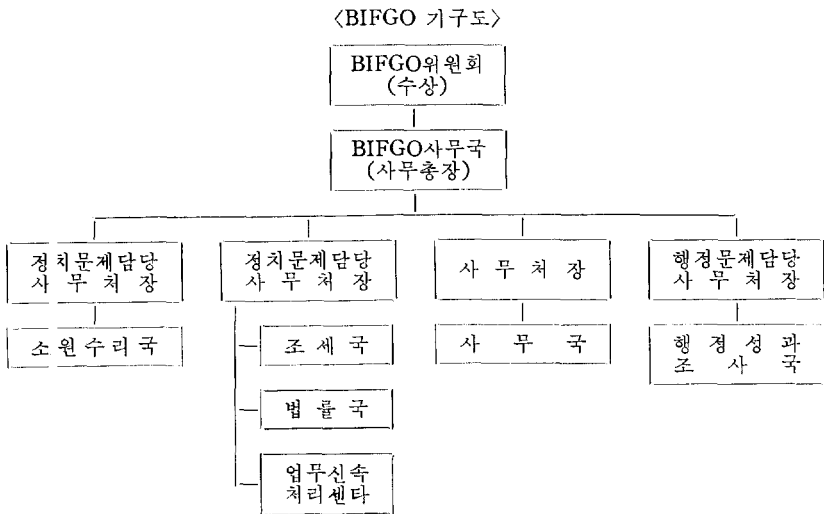 〈BIFGO 기구도〉
BIFGO위원회
(수상)
BIFGO사무국
(사무총장)
정치문제담당
사 무 처 장
정치문제담당
사 무 처 장
사 무 처 장
행정문제담당
사 무 처 장
소원수리국
조 세 국
법 률 국
업무신속
처리센타
사 무 국
행 정 성 과
조 사 국